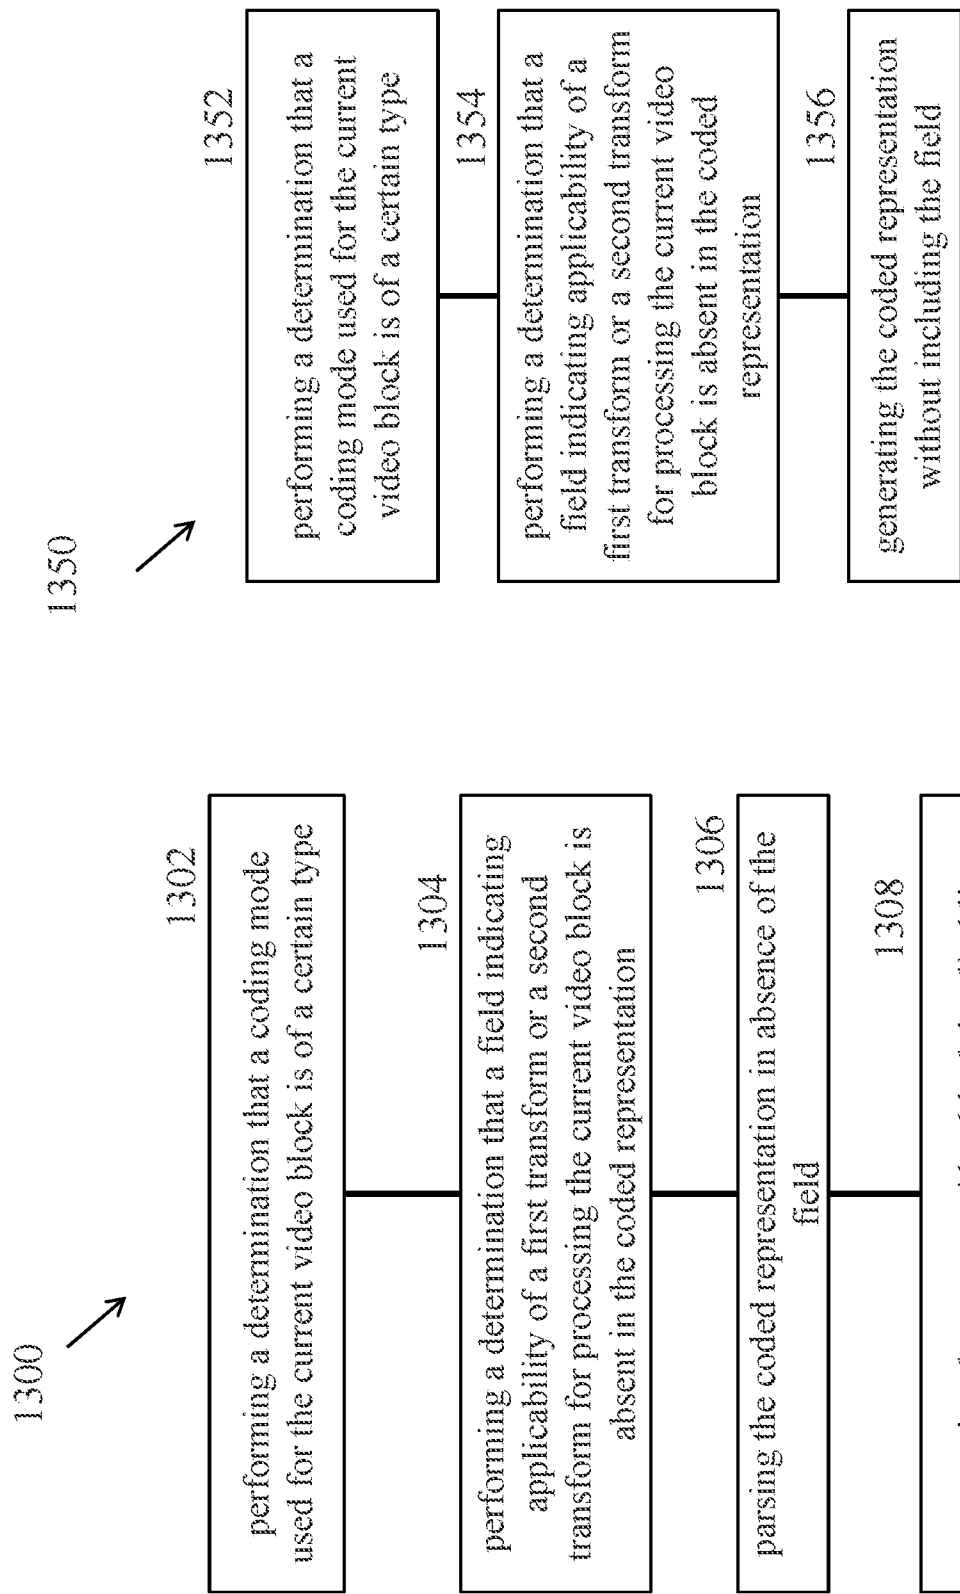 1300
1302
performing a determination that a coding mode
used for the current video block is of a certain type
1304
performing a determination that a field indicating
applicability of a first transform or a second
transform for processing the current video block is
absent in the coded representation
1306
parsing the coded representation in absence of the
field
1308
1350
1352
performing a determination that a
coding mode used for the current
video block is of a certain type
1354
performing a determination that a
field indicating applicability of a
first transform or a second transform
for processing the current video
block is absent in the coded
representation
1356
generating the coded representation
without including the field